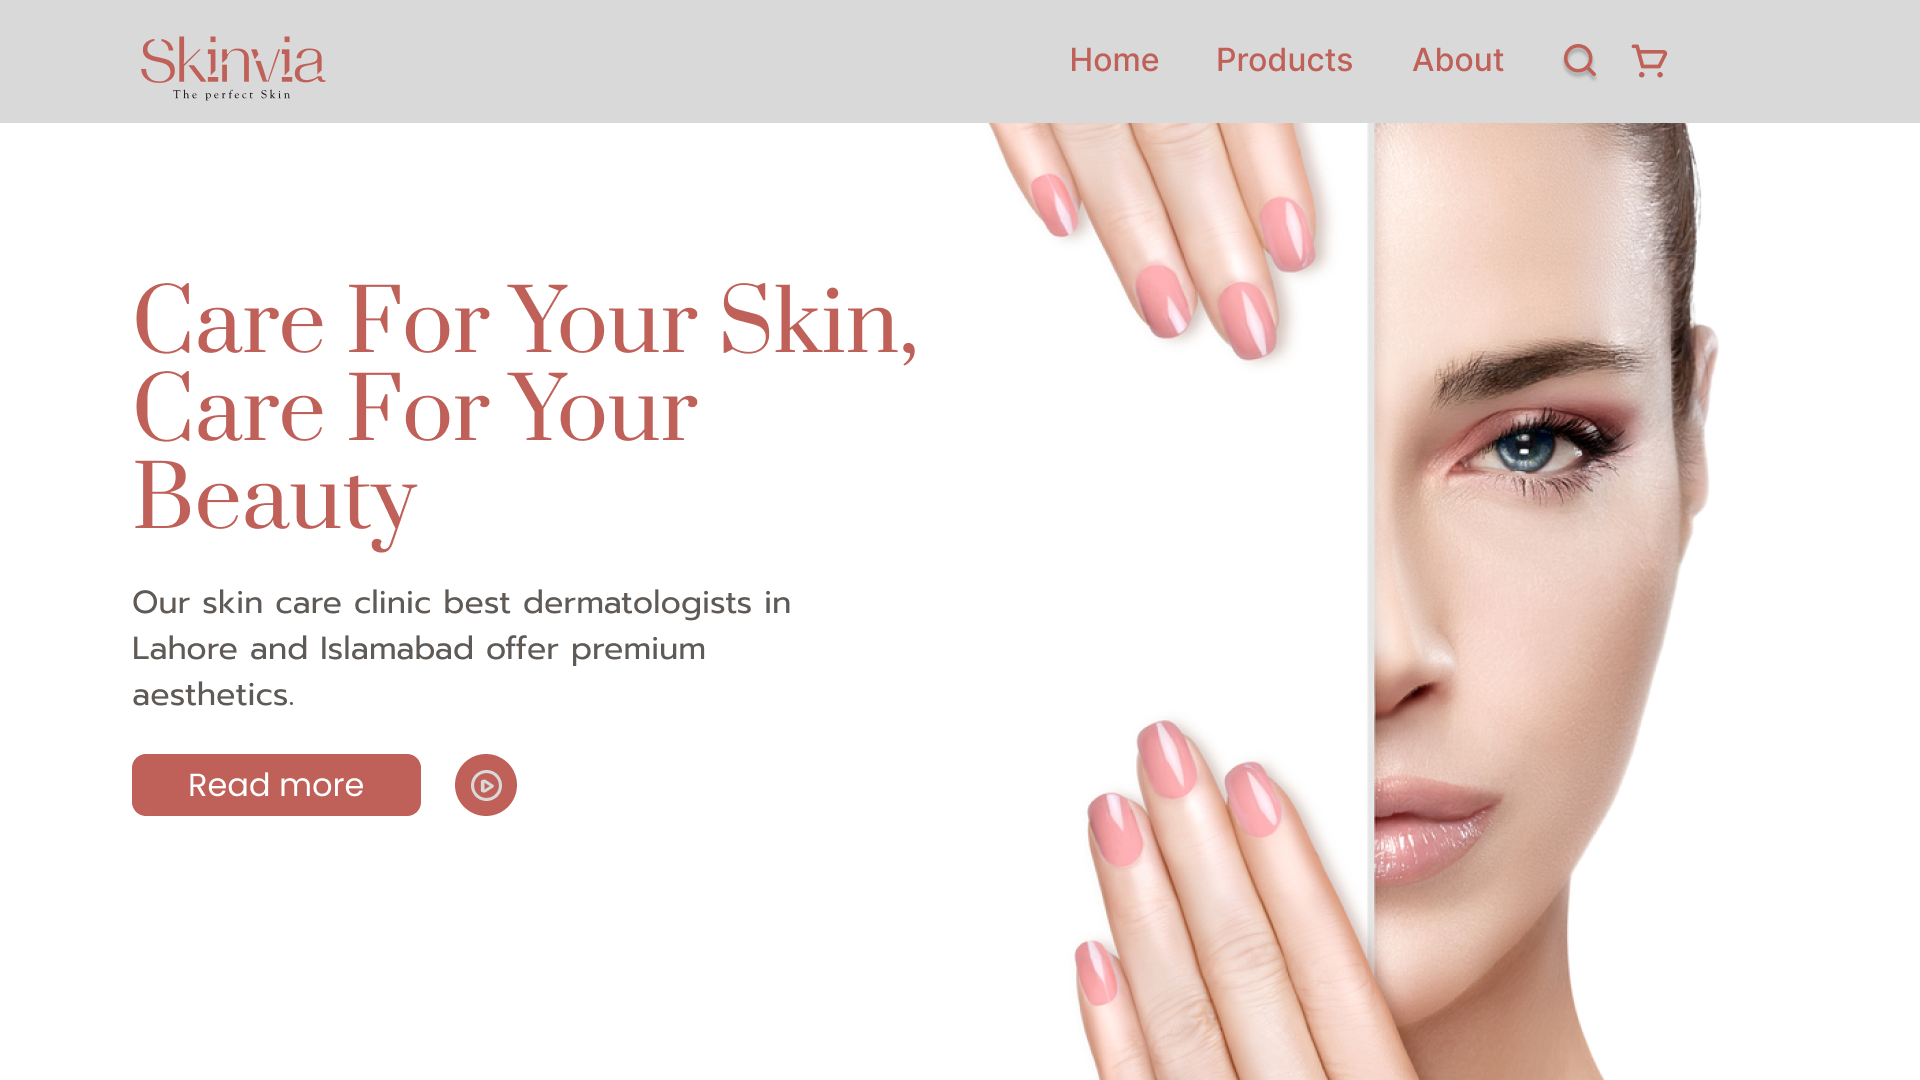 Skinvia
The perfect Skin
Home Products About
Care For Your Skin,
Care For Your
Beauty
Our skin care clinic best dermatologists in
Lahore and Islamabad offer premium
aesthetics.
Read more